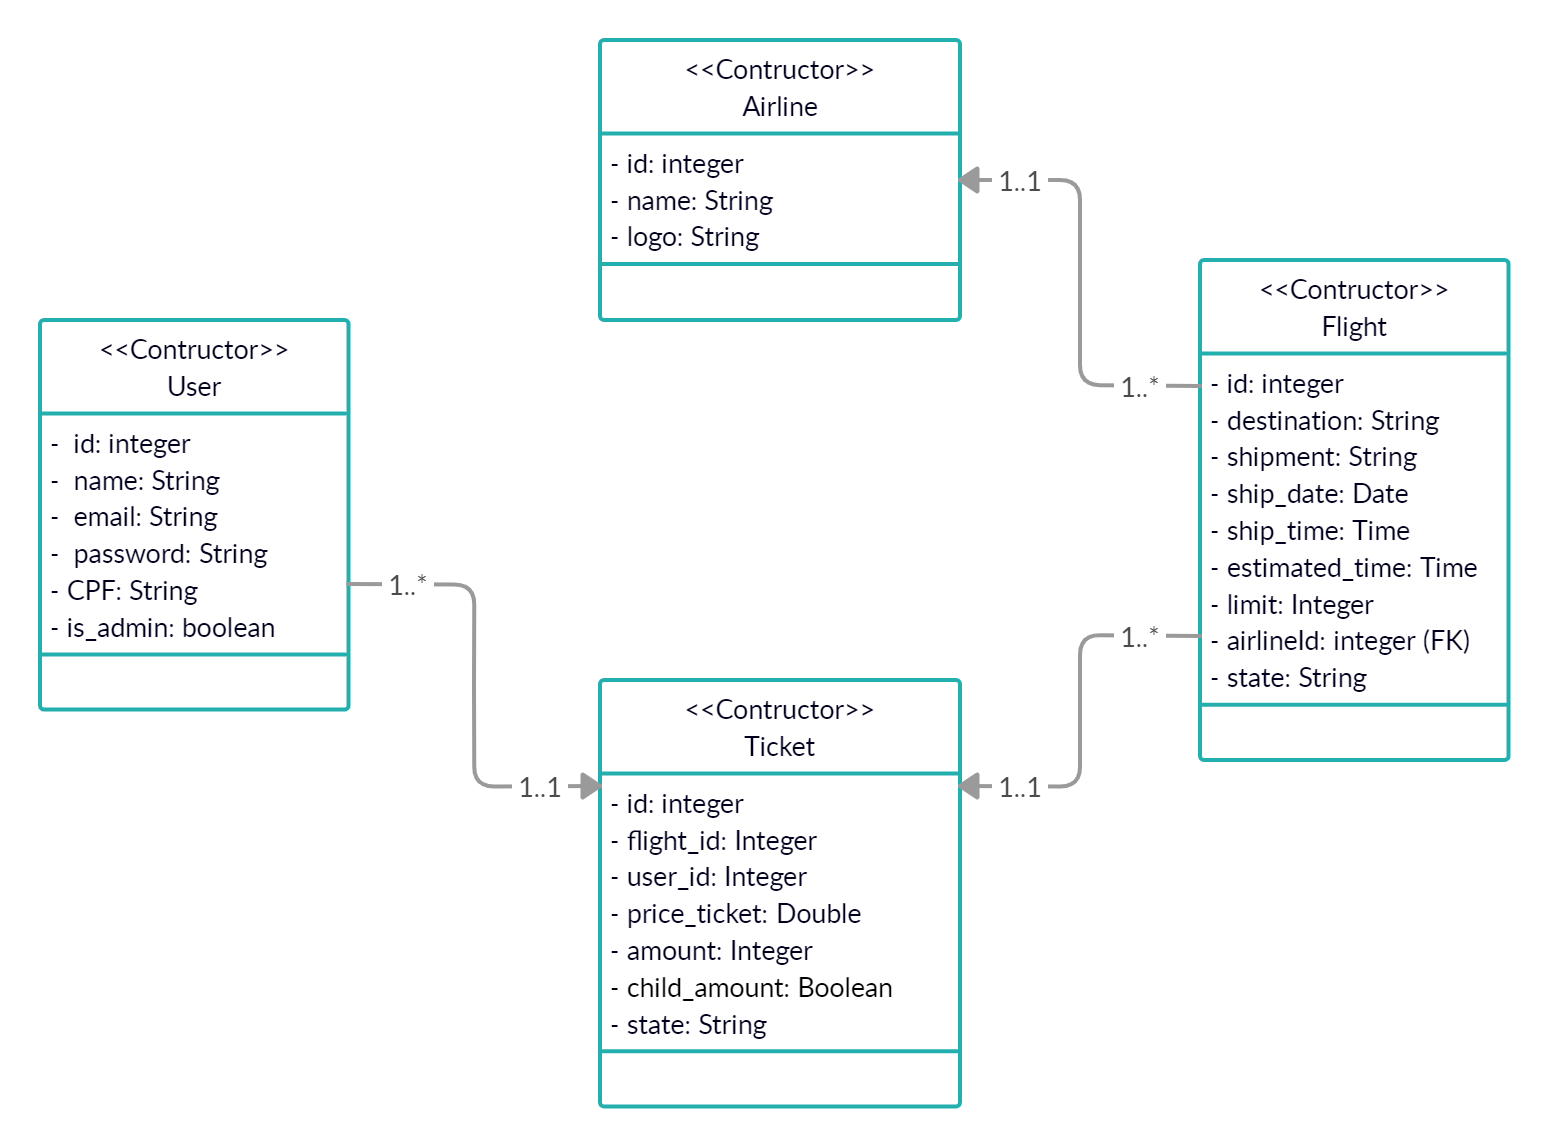 <<Contructor>>
Airline
- id: integer
- name: String
- logo: String
1..1
<<Contructor>>
Flight
- id: integer
- destination: String
- shipment: String
- ship_date: Date
- ship_time: Time
- estimated_time: Time
- limit: Integer
- airlineId: integer (FK)
- state: String
1..*
1..*
<<Contructor>>
User
- id: integer
- name: String
- email: String
- password: String
- CPF: String
- is_admin: boolean
1..*
1..1
<<Contructor>>
Ticket
- id: integer
- flight_id: Integer
- user_id: Integer
- price_ticket: Double
- amount: Integer
- child_amount: Boolean
- state: String
1..1